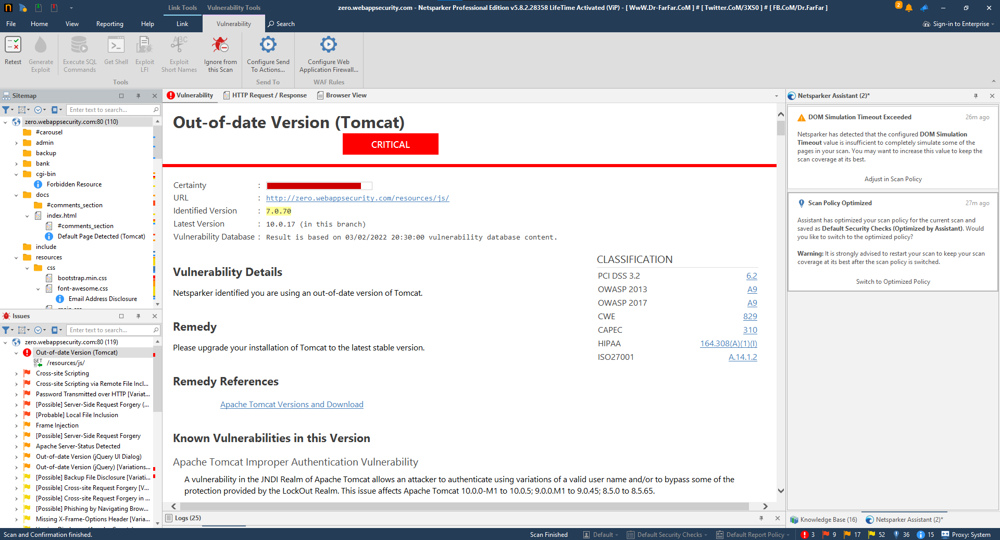 Link Tools
Vulnerability Tools
zero.webappsecurity.com - Netsparker Professional Edition v5.8.2.28358 LifeTime Activated (ViP) - [ WwW.Dr-FarFar.CoM ] # [ Twitter.CoM/3XS0 ] # [ FB.CoM/Dr.FarFar ]
2
File
Home
View
Reporting
Help
Link
Vulnerability
Search
Sign-in to Enterprise
Retest
Generate
Exploit
Execute SQL
Commands
Get Shell
Exploit
LFI
ABC
Exploit
Short Names
Ignore from
this Scan
Configure Send
To Actions...
Configure Web
Application Firewall...
Tools
Send To
WAF Rules
Sitemap
Enter text to search...
zero.webappsecurity.com:80 (110)
#carousel
admin
backup
bank
cgi-bin
Forbidden Resource
docs
#comments_section
index.html
#comments_section
Default Page Detected (Tomcat)
include
resources
css
bootstrap.min.css
font-awesome.css
Email Address Disclosure
main.css
Issues
Enter text to search...
zero.webappsecurity.com:80 (119)
Out-of-date Version (Tomcat)
GET
/resources/js/
Cross-site Scripting
Cross-site Scripting via Remote File Incl...
Password Transmitted over HTTP [Variat...
[Possible] Server-Side Request Forgery (...
[Probable] Local File Inclusion
Frame Injection
[Possible] Server-Side Request Forgery
Apache Server-Status Detected
Out-of-date Version (jQuery UI Dialog)
Out-of-date Version (jQuery) [Variations...
[Possible] Backup File Disclosure [Variati...
[Possible] Cross-site Request Forgery [V...
[Possible] Cross-site Request Forgery in ...
[Possible] Phishing by Navigating Brow...
Missing X-Frame-Options Header [Varia...
Vulnerability
HTTP Request / Response
Browser View
Out-of-date Version (Tomcat)
CRITICAL
Certainty :
URL : http://zero.webappsecurity.com/resources/js/
Identified Version : 7.0.70
Latest Version : 10.0.17 (in this branch)
Vulnerability Database : Result is based on 03/02/2022 20:30:00 vulnerability database content.
Vulnerability Details
Netsparker identified you are using an out-of-date version of Tomcat.
Remedy
Please upgrade your installation of Tomcat to the latest stable version.
Remedy References
Apache Tomcat Versions and Download
CLASSIFICATION
PCI DSS 3.2 6.2
OWASP 2013 A9
OWASP 2017 A9
CWE 829
CAPEC 310
HIPAA 164.308(A)(1)(I)
ISO27001 A.14.1.2
Known Vulnerabilities in this Version
Apache Tomcat Improper Authentication Vulnerability
A vulnerability in the JNDI Realm of Apache Tomcat allows an attacker to authenticate using variations of a valid user name and/or to bypass some of the
protection provided by the LockOut Realm. This issue affects Apache Tomcat 10.0.0-M1 to 10.0.5; 9.0.0.M1 to 9.0.45; 8.5.0 to 8.5.65.
Logs (25)
Netsparker Assistant (2)*
DOM Simulation Timeout Exceeded
26m ago
Netsparker has detected that the configured DOM Simulation
Timeout value is insufficient to completely simulate some of the
pages in your scan. You may want to increase this value to keep the
scan coverage at its best.
Adjust in Scan Policy
Scan Policy Optimized
27m ago
Assistant has optimized your scan policy for the current scan and
saved as Default Security Checks (Optimized by Assistant). Would
you like to switch to the optimized policy?
Warning: It is strongly advised to restart your scan to keep your scan
coverage at its best after the scan policy is switched.
Switch to Optimized Policy
Knowledge Base (16)
Netsparker Assistant (2)*
Scan and Confirmation finished.
Scan Finished
Default
Default Security Checks
Default Report Policy
3
9
17
52
36
15
Proxy: System